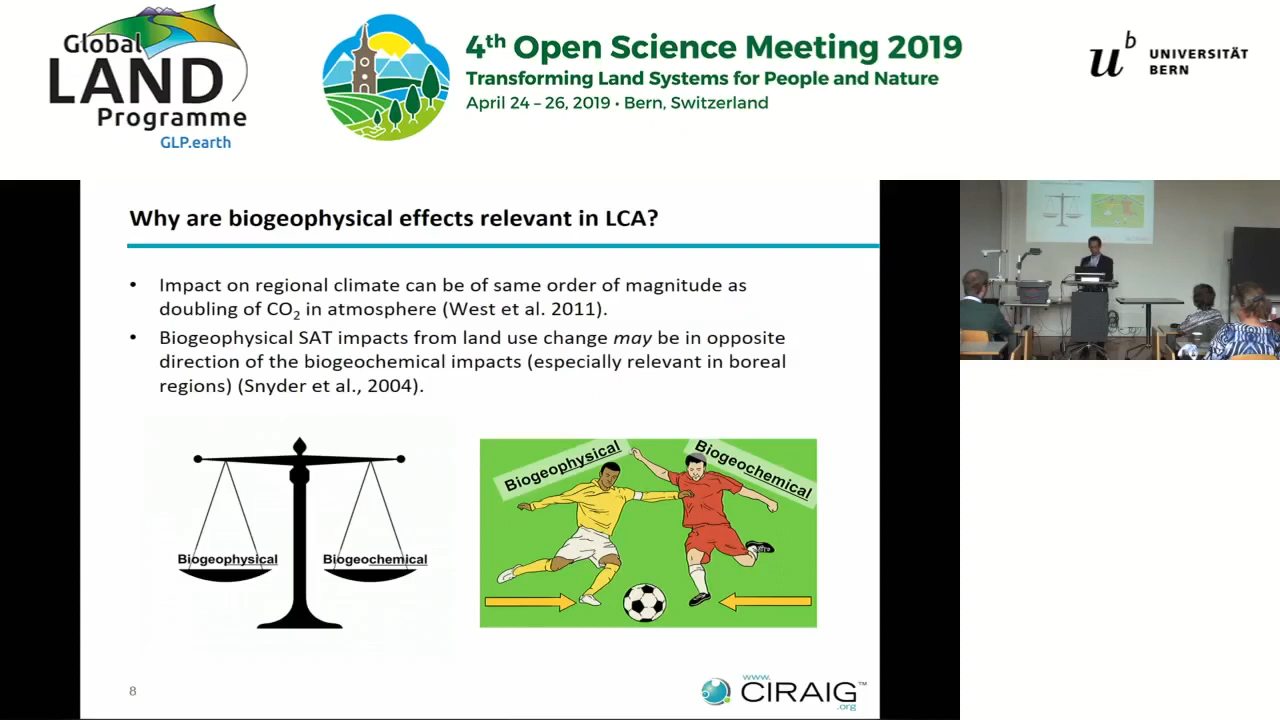 Global
LAND
Programme
GLP.earth
4th Open Science Meeting 2019
Transforming Land Systems for People and Nature
April 24 – 26, 2019 • Bern, Switzerland
u b
UNIVERSITÄT
BERN
Why are biogeophysical effects relevant in LCA?
• Impact on regional climate can be of same order of magnitude as
doubling of CO2 in atmosphere (West et al. 2011).
• Biogeophysical SAT impacts from land use change may be in opposite
direction of the biogeochemical impacts (especially relevant in boreal
regions) (Snyder et al., 2004).
Biogeophysical
Biogeochemical
Biogeophysical
Biogeochemical
8
www.
CIRAIG™
.org